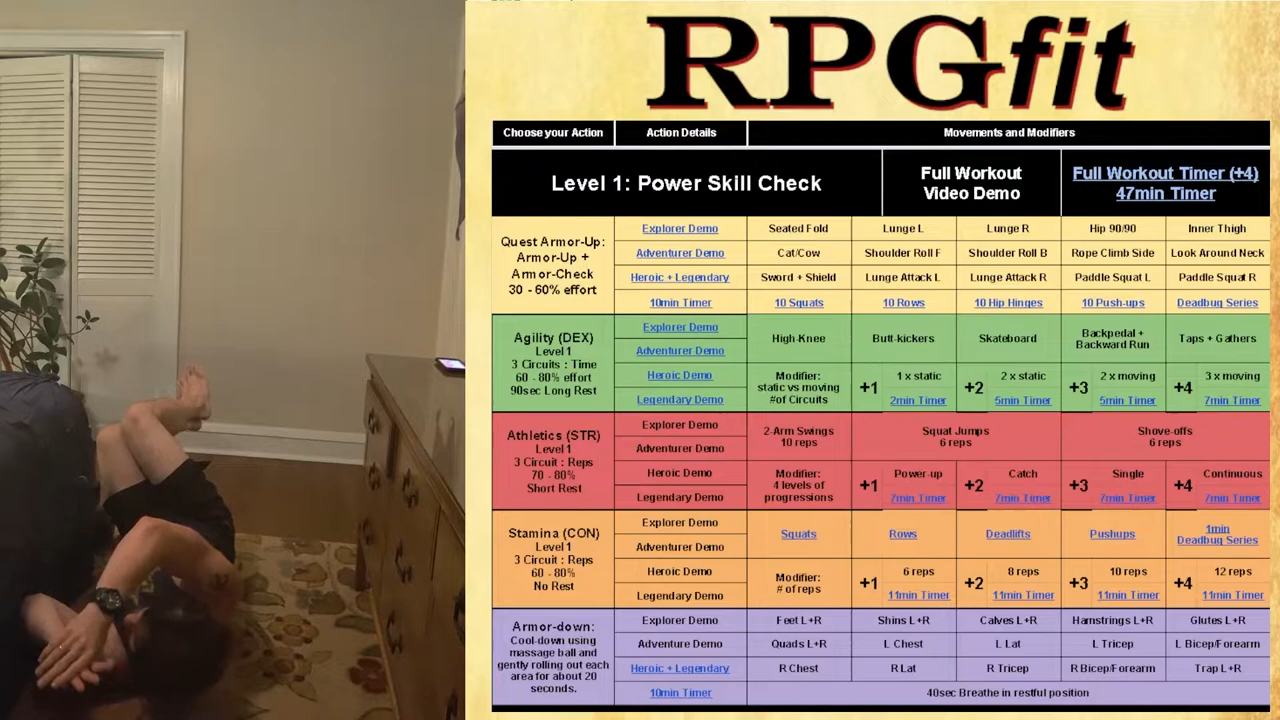 RPGfit
Choose your Action Action Details Movements and Modifiers
Level 1: Power Skill Check
Full Workout
Video Demo
Full Workout Timer (+4)
47min Timer
Quest Armor-Up:
Armor-Up +
Armor-Check
30 - 60% effort
Explorer Demo Seated Fold Lunge L Lunge R Hip 90/90 Inner Thigh
Adventurer Demo Cat/Cow Shoulder Roll F Shoulder Roll B Rope Climb Side Look Around Neck
Heroic + Legendary Sword + Shield Lunge Attack L Lunge Attack R Paddle Squat L Paddle Squat R
10min Timer 10 Squats 10 Rows 10 Hip Hinges 10 Push-ups Deadbug Series
Agility (DEX)
Level 1
3 Circuits : Time
60 - 80% effort
90sec Long Rest
Explorer Demo
Adventurer Demo
Heroic Demo
Legendary Demo
High-Knee
Butt-kickers
Skateboard
Backpedal +
Backward Run
Taps + Gathers
Modifier:
static vs moving
#of Circuits
+1
1 x static
2min Timer
+2
2 x static
5min Timer
+3
2 x moving
5min Timer
+4
3 x moving
7min Timer
Athletics (STR)
Level 1
3 Circuit : Reps
70 - 80%
Short Rest
Explorer Demo
Adventurer Demo
Heroic Demo
Legendary Demo
2-Arm Swings
10 reps
Squat Jumps
6 reps
Shove-offs
6 reps
Modifier:
4 levels of
progressions
+1
Power-up
7min Timer
+2
Catch
7min Timer
+3
Single
7min Timer
+4
Continuous
7min Timer
Stamina (CON)
Level 1
3 Circuit : Reps
60 - 80%
No Rest
Explorer Demo
Adventurer Demo
Heroic Demo
Legendary Demo
Squats
Rows
Deadlifts
Pushups
1min
Deadbug Series
Modifier:
# of reps
+1
6 reps
11min Timer
+2
8 reps
11min Timer
+3
10 reps
11min Timer
+4
12 reps
11min Timer
Armor-down:
Cool-down using
massage ball and
gently rolling out each
area for about 20
seconds.
Explorer Demo Feet L+R Shins L+R Calves L+R Hamstrings L+R Glutes L+R
Adventure Demo Quads L+R L Chest L Lat L Tricep L Bicep/Forearm
Heroic + Legendary R Chest R Lat R Tricep R Bicep/Forearm Trap L+R
10min Timer 40sec Breathe in restful position